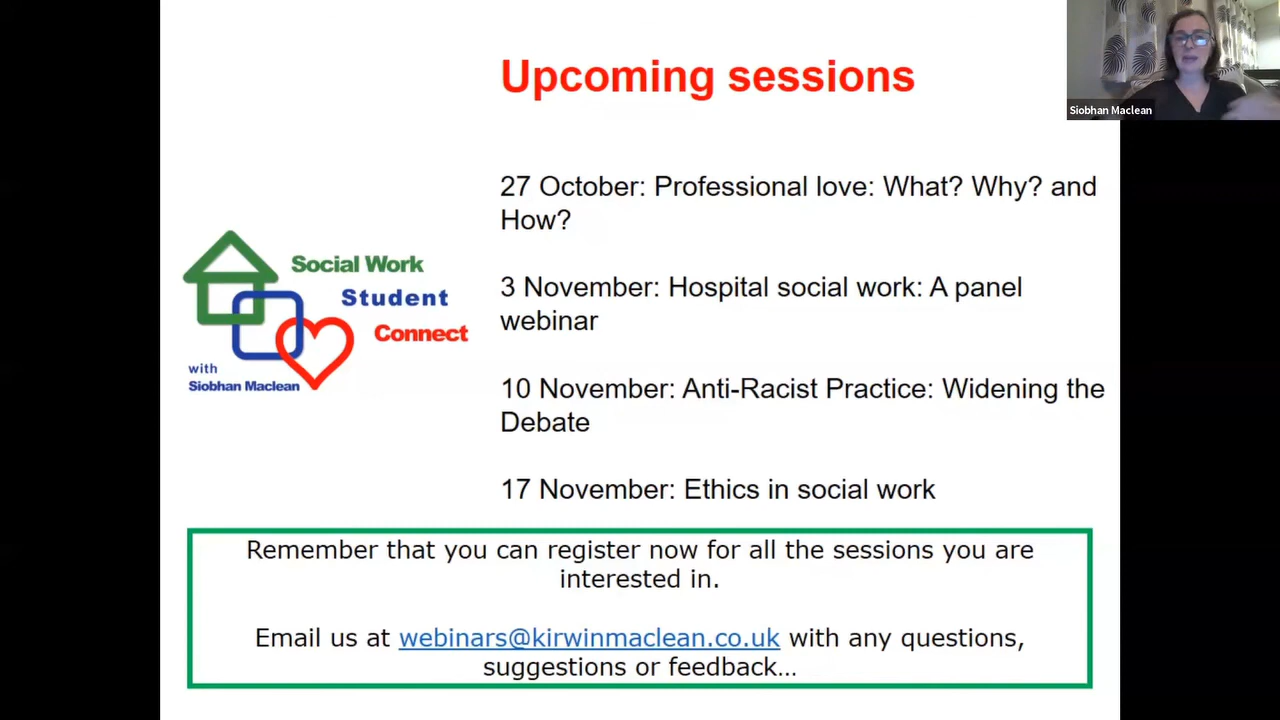 Upcoming sessions
Siobhan Maclean
27 October: Professional love: What? Why? and
How?
3 November: Hospital social work: A panel
webinar
10 November: Anti-Racist Practice: Widening the
Debate
17 November: Ethics in social work
Social Work
Student
Connect
with
Siobhan Maclean
Remember that you can register now for all the sessions you are
interested in.
Email us at webinars@kirwinmaclean.co.uk with any questions,
suggestions or feedback...